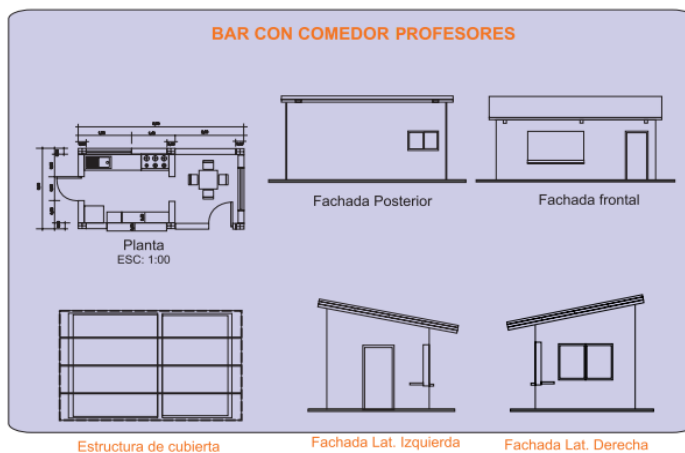 BAR CON COMEDOR PROFESORES
Fachada Posterior
Fachada frontal
Planta
ESC: 1:00
Estructura de cubierta
Fachada Lat. Izquierda
Fachada Lat. Derecha